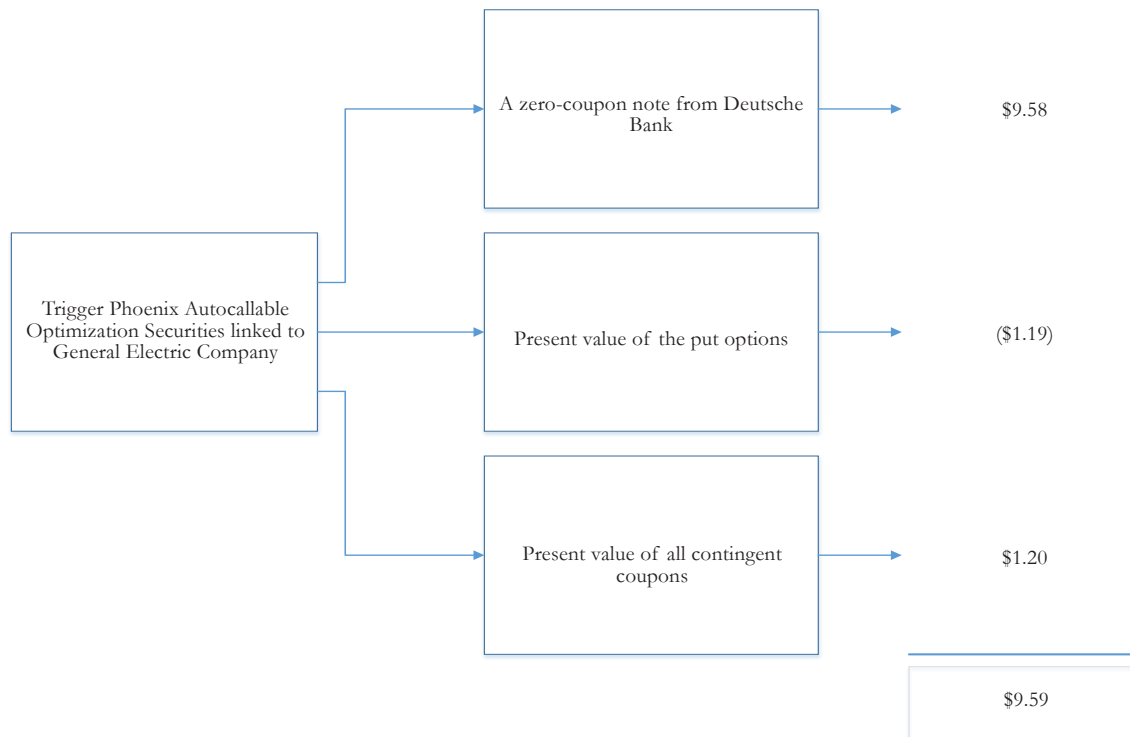 A zero-coupon note from Deutsche
Bank
$9.58
Trigger Phoenix Autocallable
Optimization Securities linked to
General Electric Company
Present value of the put options
($1.19)
Present value of all contingent
coupons
$1.20
$9.59